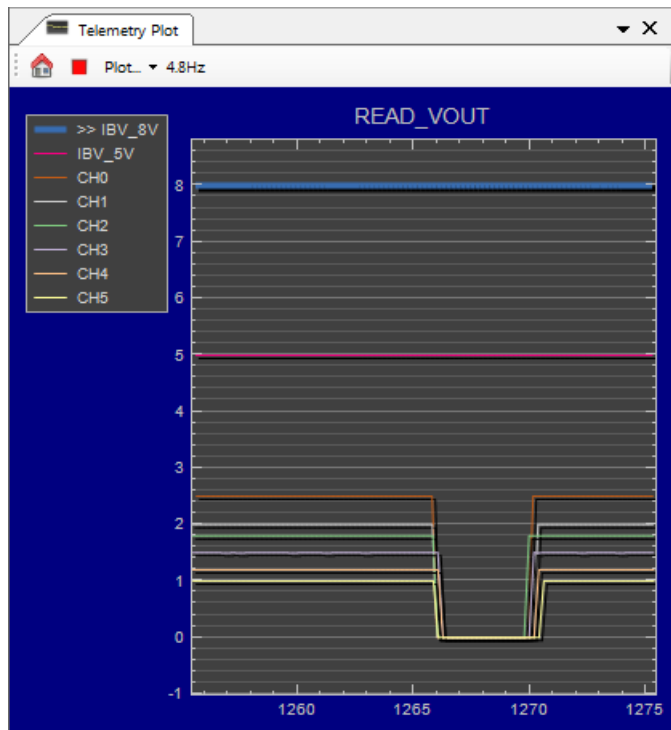 Telemetry Plot
Plot... 4.8Hz
READ_VOUT
>> IBV_8V
IBV_5V
CH0
CH1
CH2
CH3
CH4
CH5
8
7
6
5
4
3
2
1
0
-1
1260 1265 1270 1275